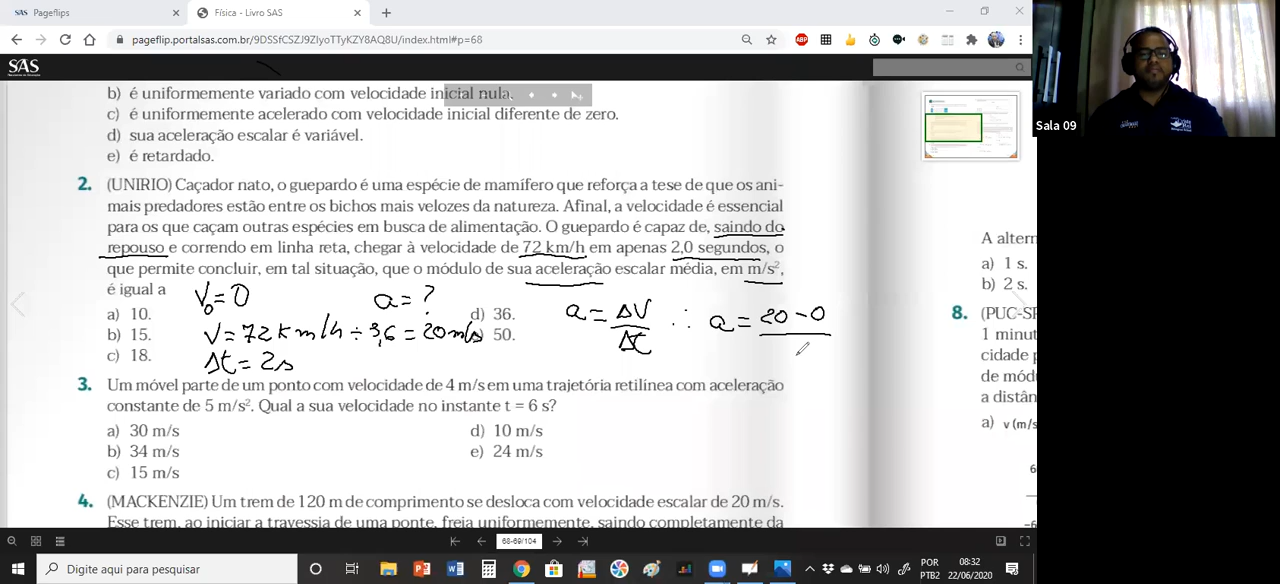 SAS Pageflips
Física - Livro SAS
pageflip.portalsas.com.br/9DSSfCSZJ9ZIyoTTyKZY8AQ8U/index.html#p=68
ABP
SAS
Sala 09
b) é uniformemente variado com velocidade inicial nula.
c) é uniformemente acelerado com velocidade inicial diferente de zero.
d) sua aceleração escalar é variável.
e) é retardado.
2. (UNIRIO) Caçador nato, o guepardo é uma espécie de mamífero que reforça a tese de que os ani-
mais predadores estão entre os bichos mais velozes da natureza. Afinal, a velocidade é essencial
para os que caçam outras espécies em busca de alimentação. O guepardo é capaz de, saindo do
repouso e correndo em linha reta, chegar à velocidade de 72 km/h em apenas 2,0 segundos, o
que permite concluir, em tal situação, que o módulo de sua aceleração escalar média, em m/s², 
é igual a
V₀ = 0
a = ?
a) 10.
d) 36.
a = ΔV/Δt ∴ a = 20 - 0
b) 15.
V = 72 km/h ÷ 3,6 = 20 m/s
50.
c) 18.
Δt = 2s
3. Um móvel parte de um ponto com velocidade de 4 m/s em uma trajetória retilínea com aceleração
constante de 5 m/s². Qual a sua velocidade no instante t = 6 s?
a) 30 m/s
d) 10 m/s
b) 34 m/s
e) 24 m/s
c) 15 m/s
4. (MACKENZIE) Um trem de 120 m de comprimento se desloca com velocidade escalar de 20 m/s.
Esse trem, ao iniciar a travessia de uma ponte, freia uniformemente, saindo completamente da
A altern
a) 1 s.
b) 2 s.
8. (PUC-SP
1 minut
cidade p
de módu
a distân
a) v (m/s
60
-6
68-69/104
Digite aqui para pesquisar
POR
PTB2
08:32
22/06/2020